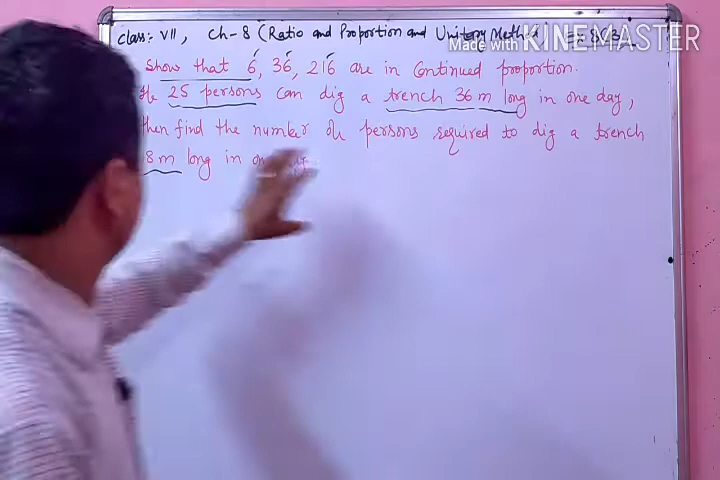 Class:- VII, Ch-8 (Ratio and Proportion and Unitary Method)
Made with KINEMASTER
Show that 6, 36, 216 are in Continued proportion.
25 persons can dig a trench 36 m long in one day,
then find the number of persons required to dig a trench
8m long in